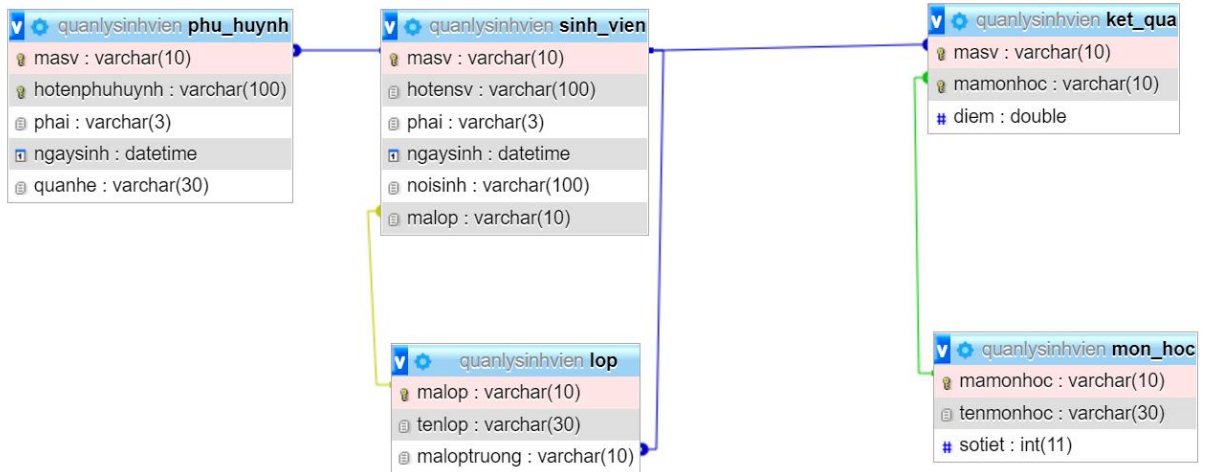 quanlysinhvien phu_huynh
masv : varchar(10)
hotenphuhuynh : varchar(100)
phai : varchar(3)
ngaysinh : datetime
quanhe : varchar(30)
quanlysinhvien sinh_vien
masv : varchar(10)
hotensv : varchar(100)
phai : varchar(3)
ngaysinh : datetime
noisinh : varchar(100)
malop : varchar(10)
quanlysinhvien ket_qua
masv : varchar(10)
mamonhoc : varchar(10)
# diem : double
quanlysinhvien lop
malop : varchar(10)
tenlop : varchar(30)
maloptruong : varchar(10)
quanlysinhvien mon_hoc
mamonhoc : varchar(10)
tenmonhoc : varchar(30)
# sotiet : int(11)